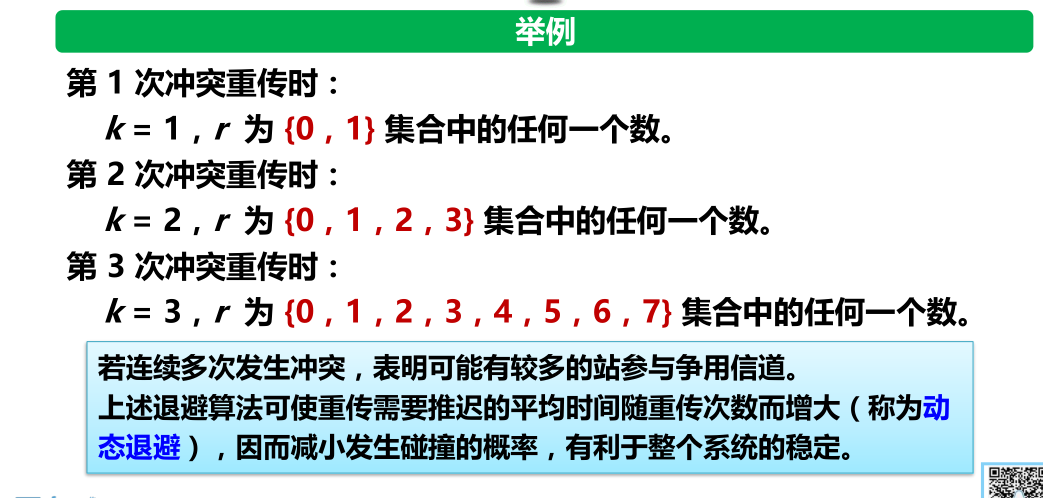 举例
第 1 次冲突重传时：
k = 1，r 为 {0，1} 集合中的任何一个数。
第 2 次冲突重传时：
k = 2，r 为 {0，1，2，3} 集合中的任何一个数。
第 3 次冲突重传时：
k = 3，r 为 {0，1，2，3，4，5，6，7} 集合中的任何一个数。
若连续多次发生冲突，表明可能有较多的站参与争用信道。
上述退避算法可使重传需要推迟的平均时间随重传次数而增大（称为动
态退避），因而减小发生碰撞的概率，有利于整个系统的稳定。